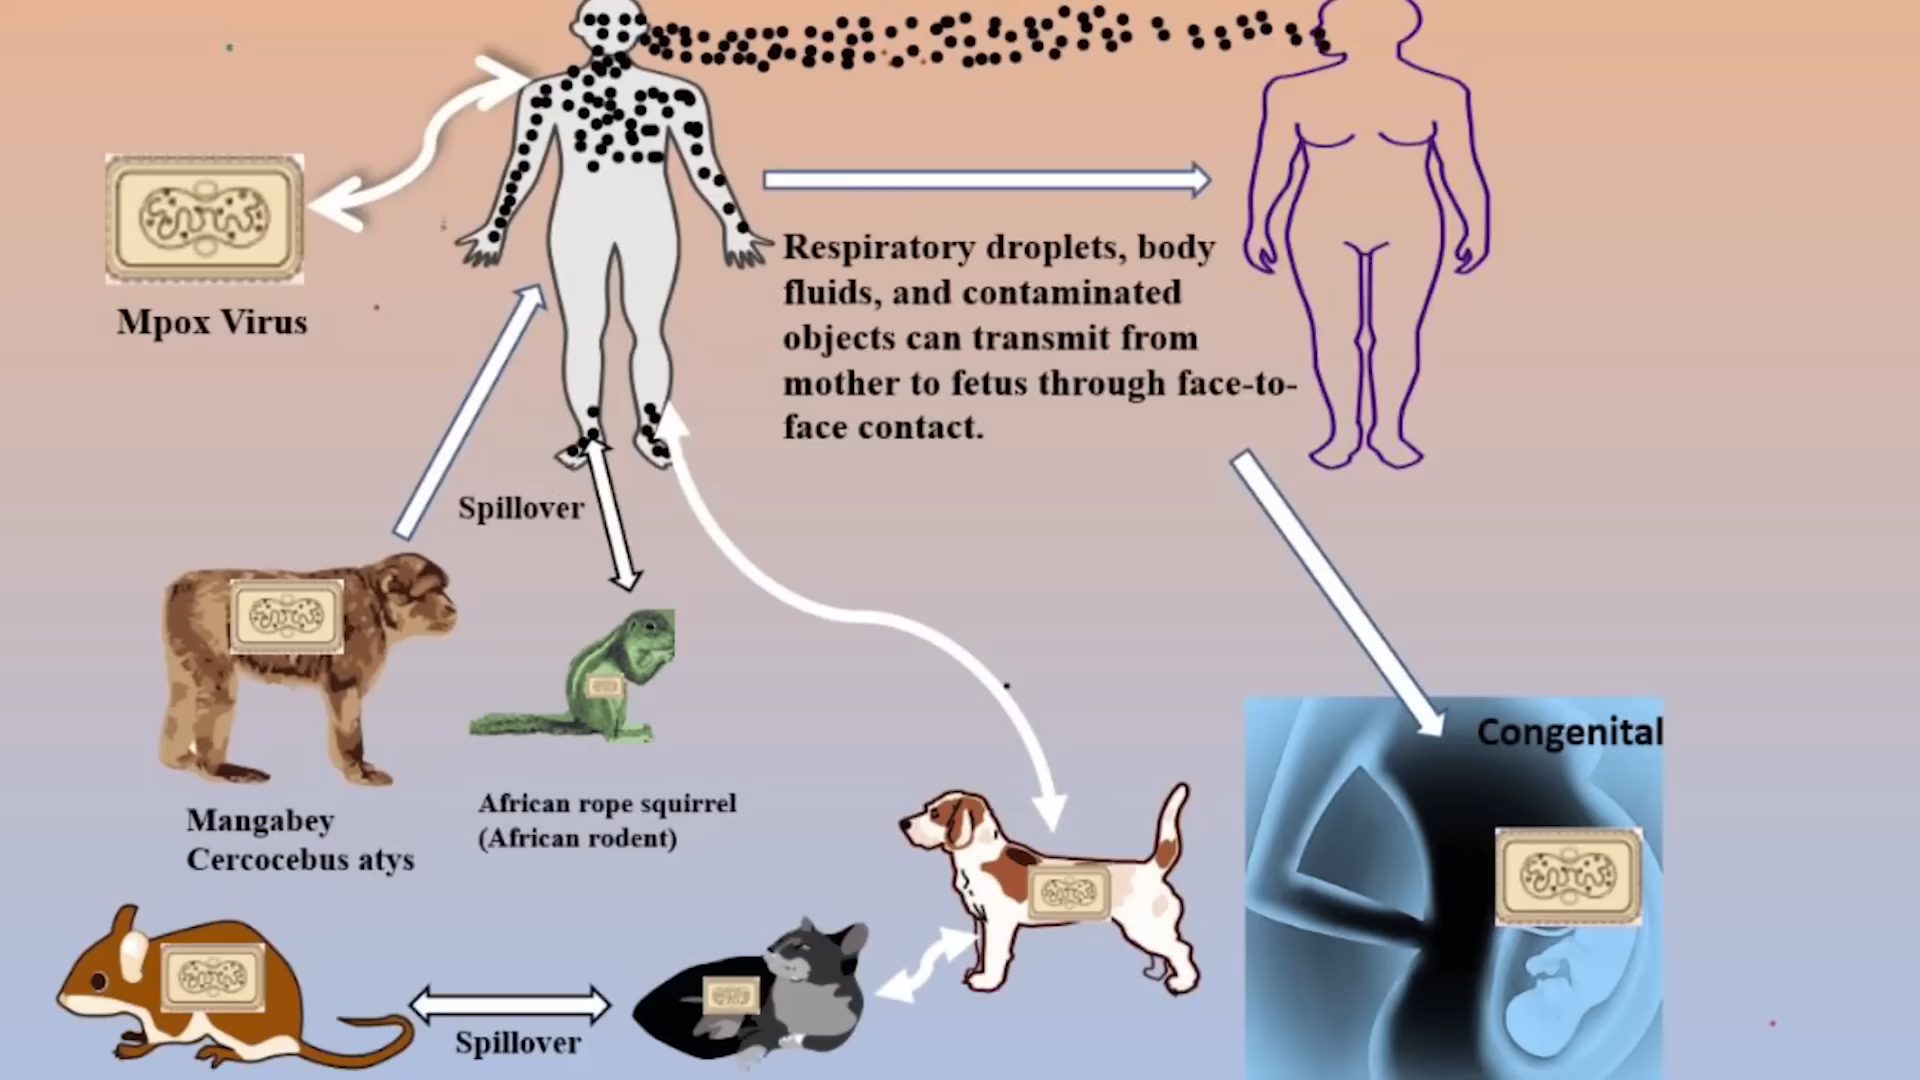 Mpox Virus
Respiratory droplets, body
fluids, and contaminated
objects can transmit from
mother to fetus through face-to-
face contact.
Spillover
Congenital
Mangabey
Cercocebus atys
African rope squirrel
(African rodent)
Spillover